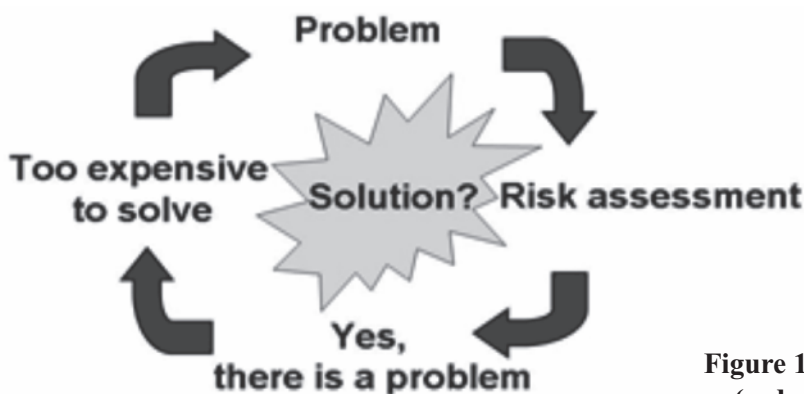 Problem
Too expensive
to solve
Solution?
Risk assessment
Yes,
there is a problem
Figure 1